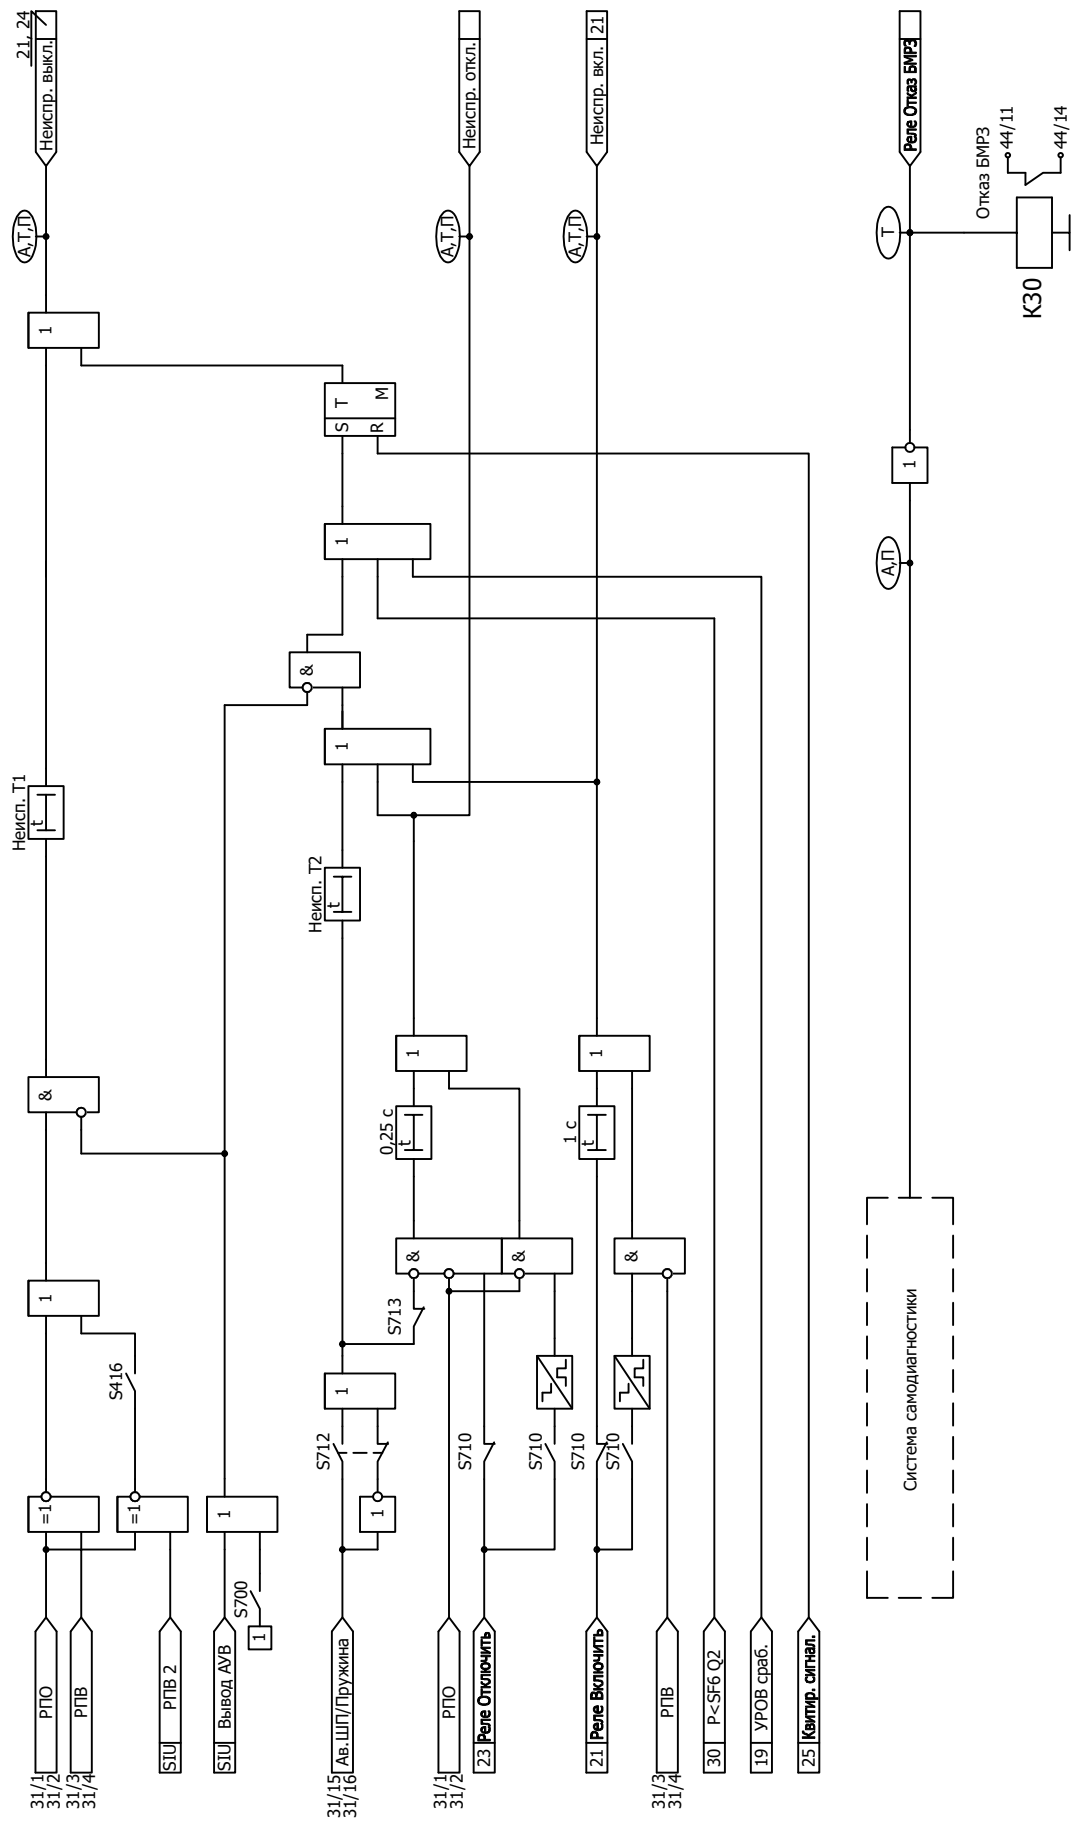 31/1
31/2
РПО
31/3
31/4
РПВ
SIU
РПВ 2
SIU
Вывод АУВ
1
S700
=1
=1
1
S416
1
&
Неисп. Т1
t
1
А,Т,П
Неиспр. выкл.
21, 24
31/15
31/16
Ав.ШП/Пружина
1
S712
1
S713
Неисп. Т2
t
1
&
1
S
R
T
M
31/1
31/2
РПО
23
Реле Отключить
S710
S710
&
&
0,25 с
t
1
А,Т,П
Неиспр. откл.
21
Реле Включить
S710
S710
31/3
31/4
РПВ
&
1 с
t
1
А,Т,П
Неиспр. вкл.
21
30
P<SF6 Q2
19
УРОВ сраб.
25
Квитир. сигнал.
Система самодиагностики
А,П
1
Т
Реле Отказ БМРЗ
K30
Отказ БМРЗ
44/11
44/14